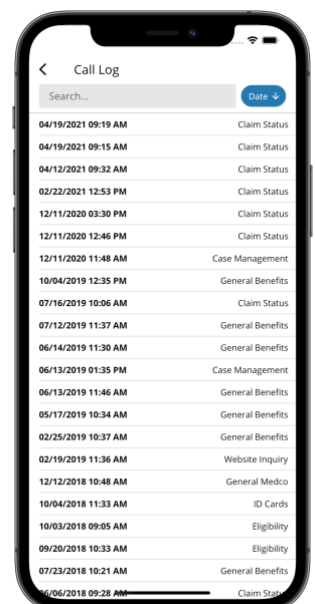 Call Log
Search...
Date ↓
04/19/2021 09:19 AM Claim Status
04/19/2021 09:15 AM Claim Status
04/12/2021 09:32 AM Claim Status
02/22/2021 12:53 PM Claim Status
12/11/2020 03:30 PM Claim Status
12/11/2020 12:46 PM Claim Status
12/11/2020 11:48 AM Case Management
10/04/2019 12:35 PM General Benefits
07/16/2019 10:06 AM Claim Status
07/12/2019 11:37 AM General Benefits
06/14/2019 11:30 AM General Benefits
06/13/2019 01:35 PM Case Management
06/13/2019 11:46 AM General Benefits
05/17/2019 10:34 AM General Benefits
02/25/2019 10:37 AM General Benefits
02/19/2019 11:36 AM Website Inquiry
12/12/2018 10:48 AM General Medco
10/04/2018 11:33 AM ID Cards
10/03/2018 09:05 AM Eligibility
09/20/2018 10:33 AM Eligibility
07/23/2018 10:21 AM General Benefits
06/06/2018 09:28 AM Claim Status